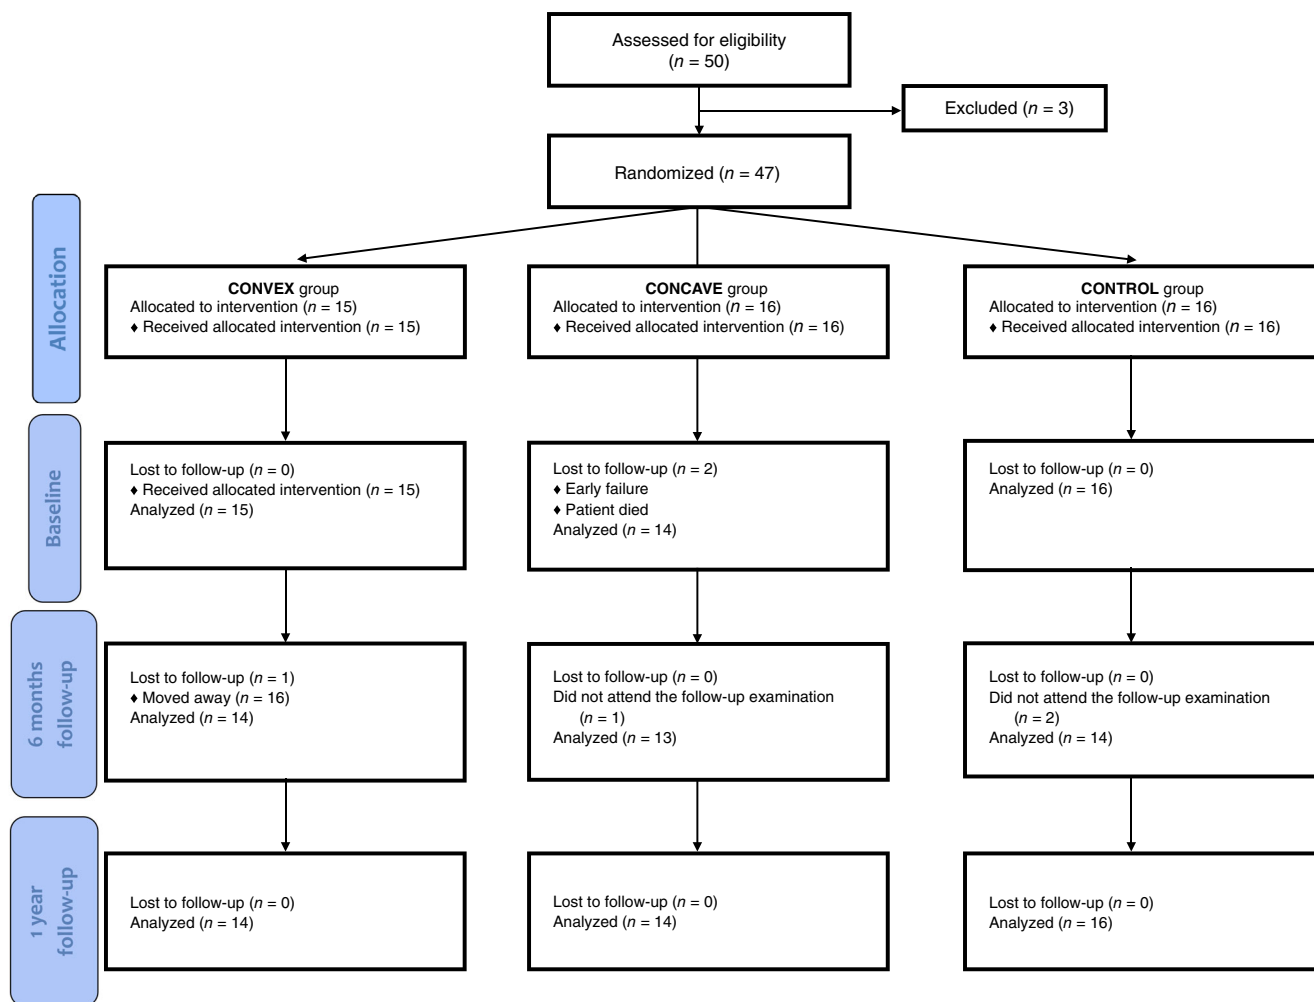 Assessed for eligibility
(n = 50)
Excluded (n = 3)
Randomized (n = 47)
Allocation
CONVEX group
Allocated to intervention (n = 15)
♦ Received allocated intervention (n = 15)
CONCAVE group
Allocated to intervention (n = 16)
♦ Received allocated intervention (n = 16)
CONTROL group
Allocated to intervention (n = 16)
♦ Received allocated intervention (n = 16)
Baseline
Lost to follow-up (n = 0)
♦ Received allocated intervention (n = 15)
Analyzed (n = 15)
Lost to follow-up (n = 2)
♦ Early failure
♦ Patient died
Analyzed (n = 14)
Lost to follow-up (n = 0)
Analyzed (n = 16)
6 months
follow-up
Lost to follow-up (n = 1)
♦ Moved away (n = 16)
Analyzed (n = 14)
Lost to follow-up (n = 0)
Did not attend the follow-up examination
(n = 1)
Analyzed (n = 13)
Lost to follow-up (n = 0)
Did not attend the follow-up examination
(n = 2)
Analyzed (n = 14)
1 year
follow-up
Lost to follow-up (n = 0)
Analyzed (n = 14)
Lost to follow-up (n = 0)
Analyzed (n = 14)
Lost to follow-up (n = 0)
Analyzed (n = 16)